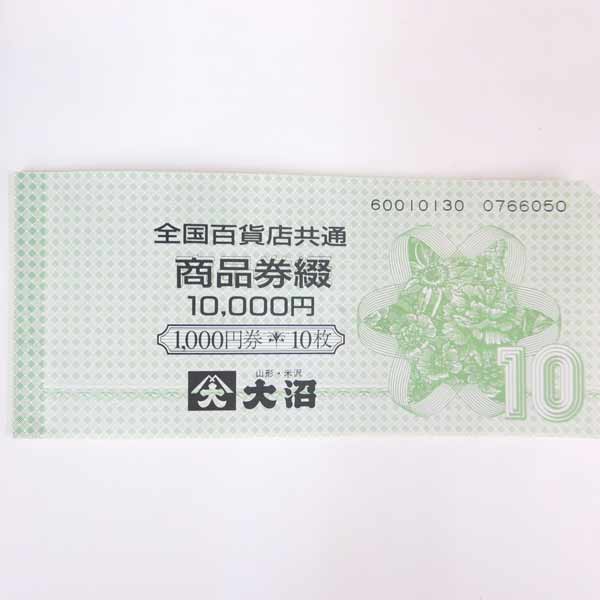 60010130 0766050
全国百貨店共通
商品券綴
10,000円
1,000円券 10枚
山形・米沢
大 大沼
10